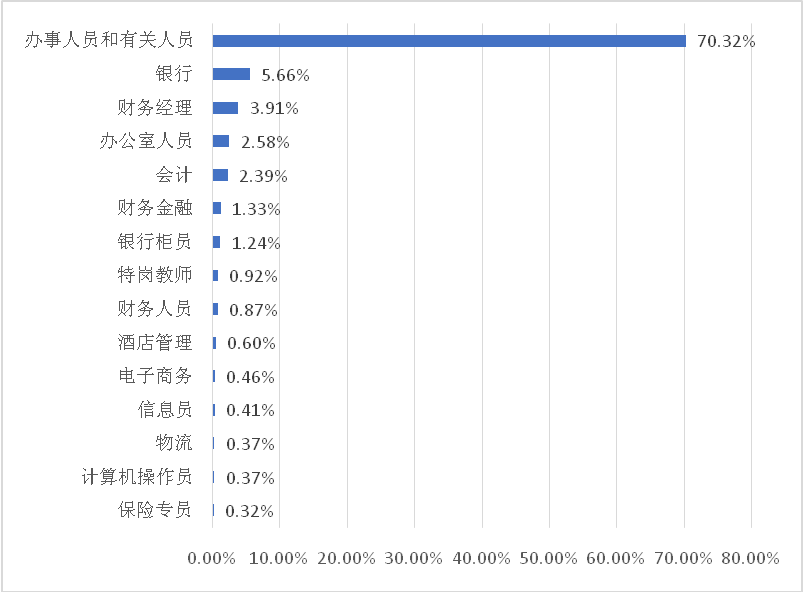 办事人员和有关人员 70.32%
银行 5.66%
财务经理 3.91%
办公室人员 2.58%
会计 2.39%
财务金融 1.33%
银行柜员 1.24%
特岗教师 0.92%
财务人员 0.87%
酒店管理 0.60%
电子商务 0.46%
信息员 0.41%
物流 0.37%
计算机操作员 0.37%
保险专员 0.32%
0.00% 10.00% 20.00% 30.00% 40.00% 50.00% 60.00% 70.00% 80.00%